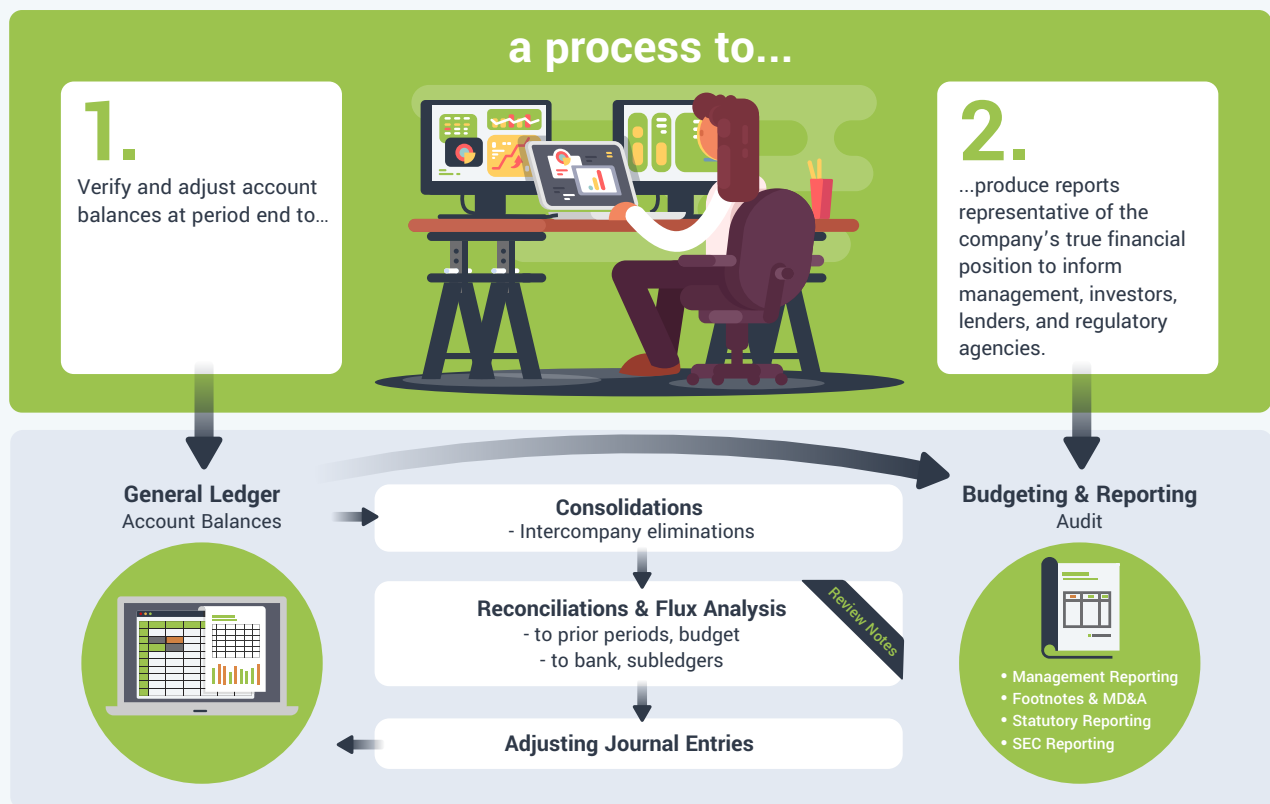 a process to...
1.
Verify and adjust account
balances at period end to…
2.
...produce reports
representative of the
company’s true financial
position to inform
management, investors,
lenders, and regulatory
agencies.
General Ledger
Account Balances
Consolidations
- Intercompany eliminations
Reconciliations & Flux Analysis
- to prior periods, budget
- to bank, subledgers
Review Notes
Adjusting Journal Entries
Budgeting & Reporting
Audit
• Management Reporting
• Footnotes & MD&A
• Statutory Reporting
• SEC Reporting